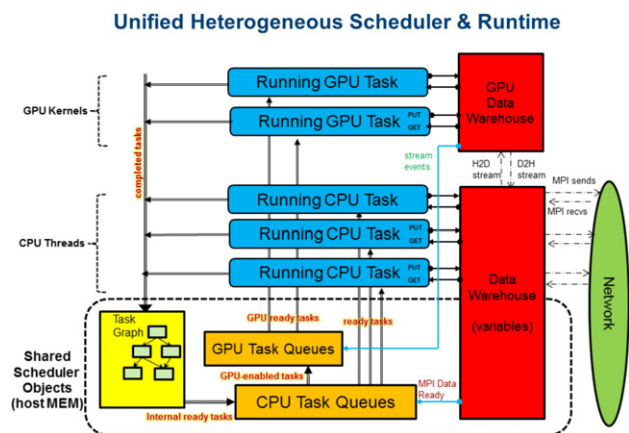 Unified Heterogeneous Scheduler & Runtime
GPU Kernels
Running GPU Task
Running GPU Task
PUT
GET
GPU
Data
Warehouse
completed tasks
stream
events
H2D
stream
D2H
stream
MPI sends
MPI recvs
CPU Threads
Running CPU Task
Running CPU Task
PUT
GET
Running CPU Task
PUT
GET
Data
Warehouse
(variables)
Network
Shared
Scheduler
Objects
(host MEM)
Task
Graph
GPU ready tasks
ready tasks
GPU Task Queues
GPU-enabled tasks
Internal ready tasks
CPU Task Queues
MPI Data
Ready